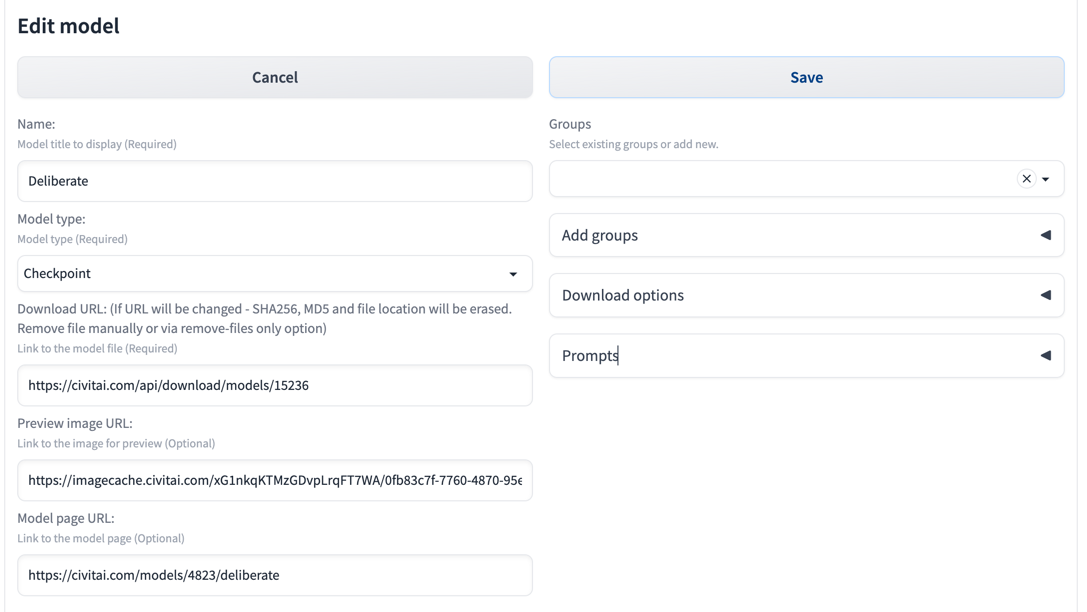 Edit model
Cancel
Save
Name:
Model title to display (Required)
Deliberate
Model type:
Model type (Required)
Checkpoint
Download URL: (If URL will be changed - SHA256, MD5 and file location will be erased.
Remove file manually or via remove-files only option)
Link to the model file (Required)
https://civitai.com/api/download/models/15236
Preview image URL:
Link to the image for preview (Optional)
https://imagecache.civitai.com/xG1nkqKTMzGDvpLrqFT7WA/0fb83c7f-7760-4870-95e
Model page URL:
Link to the model page (Optional)
https://civitai.com/models/4823/deliberate
Groups
Select existing groups or add new.
Add groups
Download options
Prompts